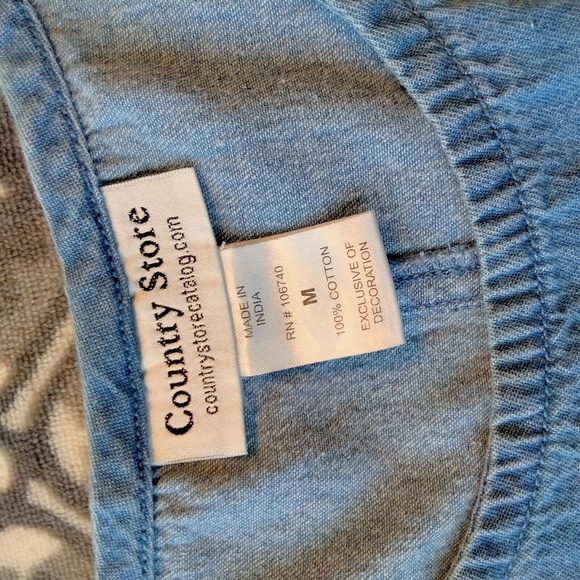 Country Store
countrystorecatalog.com
MADE IN
INDIA
RN # 106740
M
100% COTTON
EXCLUSIVE OF
DECORATION